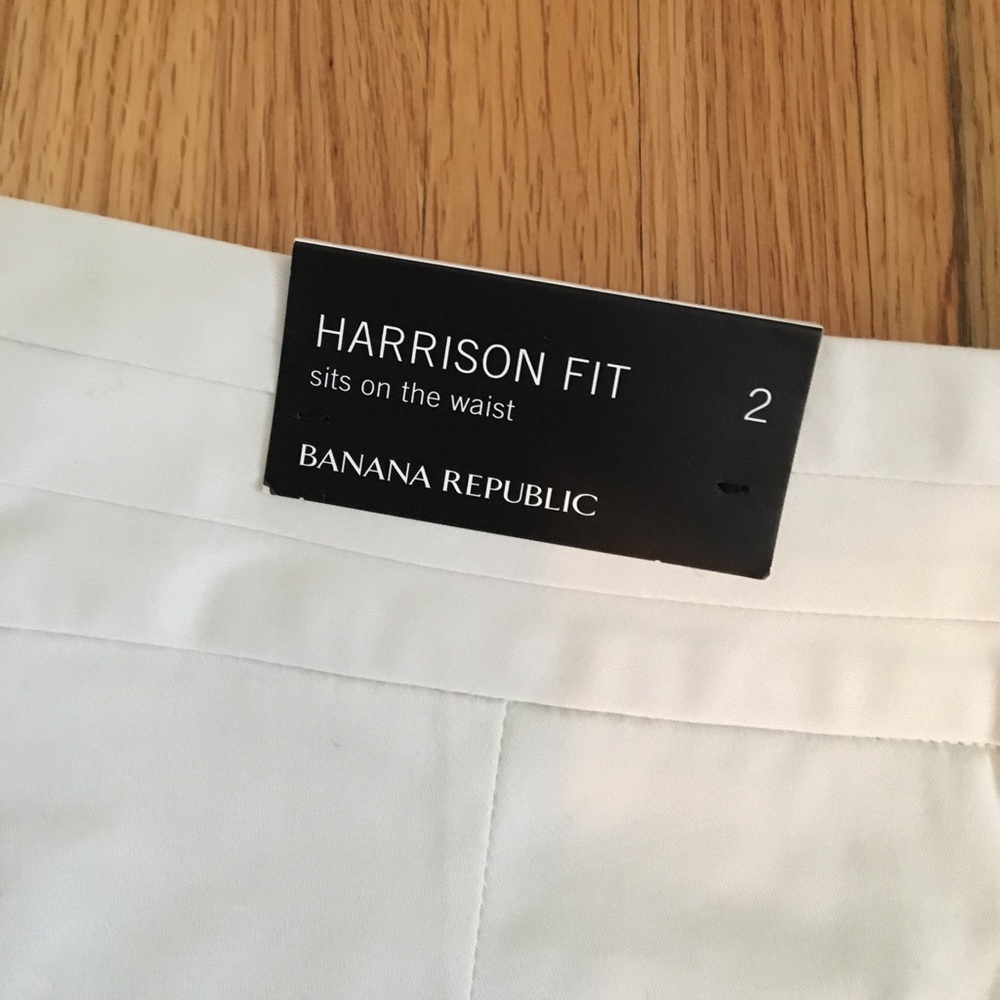 HARRISON FIT
sits on the waist
2
BANANA REPUBLIC